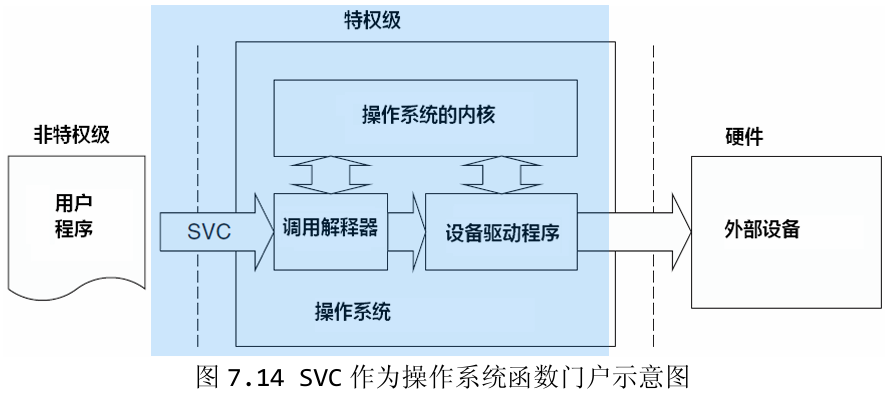 特权级
操作系统的内核
非特权级
硬件
用户
程序
SVC
调用解释器
设备驱动程序
外部设备
操作系统
图 7.14 SVC 作为操作系统函数门户示意图